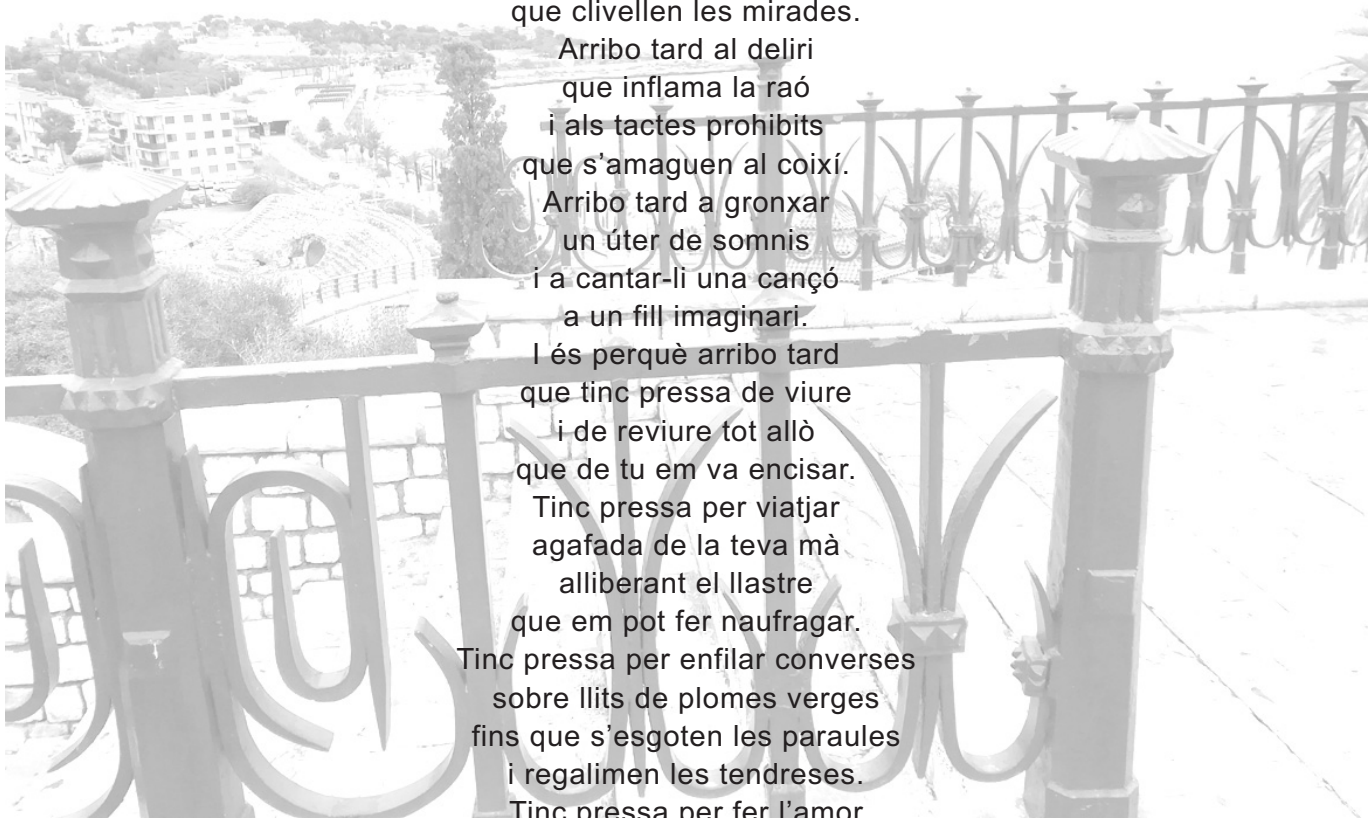 que clivellen les mirades.
Arribo tard al deliri
que inflama la raó
i als tactes prohibits
que s'amaguen al coixí.
Arribo tard a gronxar
un úter de somnis
i a cantar-li una cançó
a un fill imaginari.
I és perquè arribo tard
que tinc pressa de viure
i de reviure tot allò
que de tu em va encisar.
Tinc pressa per viatjar
agafada de la teva mà
alliberant el llastre
que em pot fer naufragar.
Tinc pressa per enfilar converses
sobre llits de plomes verges
fins que s'esgoten les paraules
i regalimen les tendreses.
Tinc pressa per fer l'amor